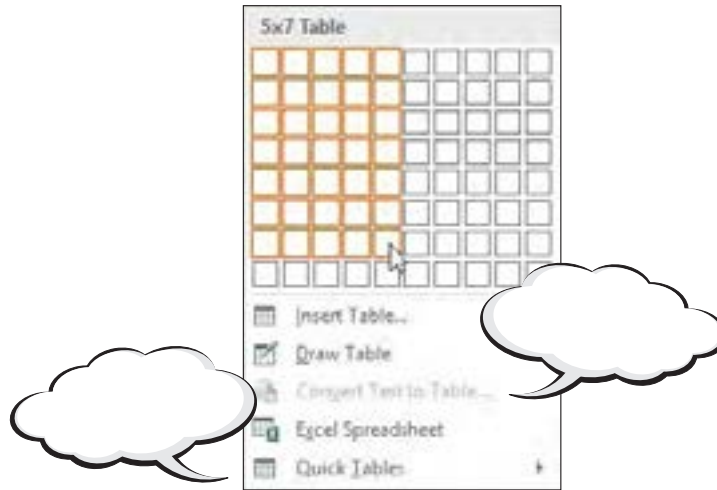 5x7 Table
Insert Table...
Draw Table
Convert Text to Table...
Excel Spreadsheet
Quick Tables